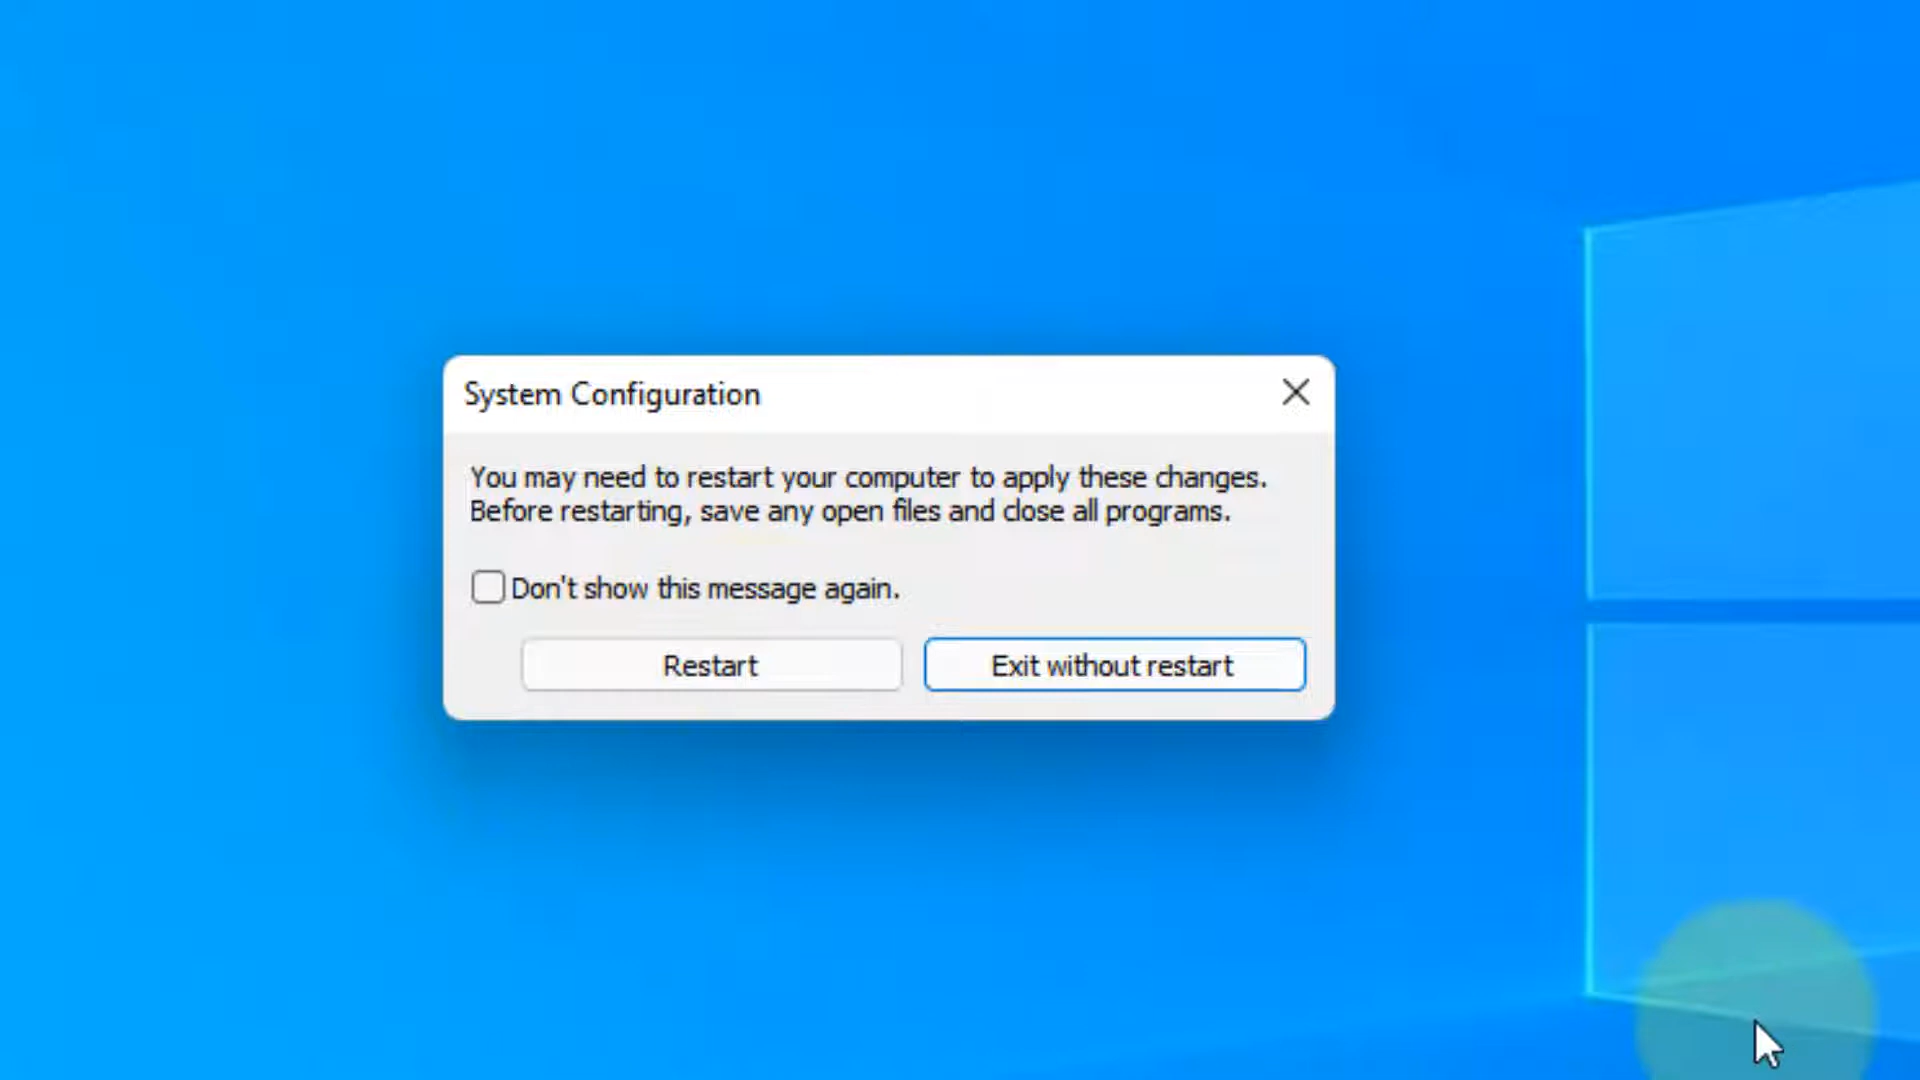 System Configuration
You may need to restart your computer to apply these changes.
Before restarting, save any open files and close all programs.
Don't show this message again.
Restart
Exit without restart